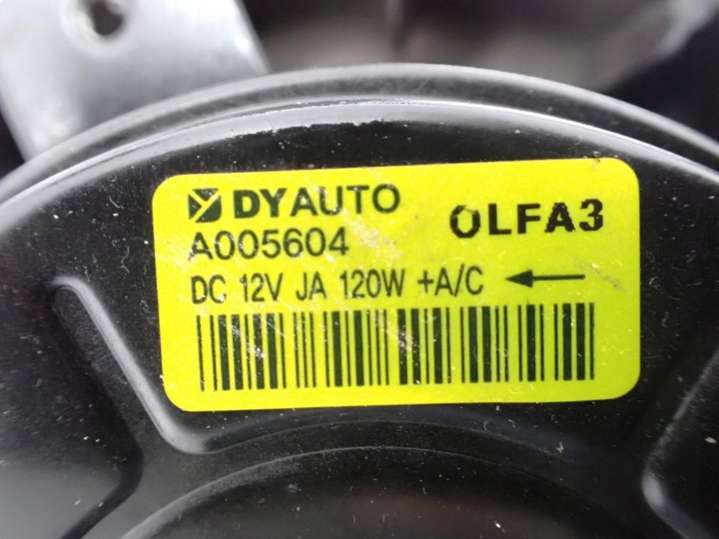 DYAUTO
A005604
OLFA3
DC 12V JA 120W +A/C ←